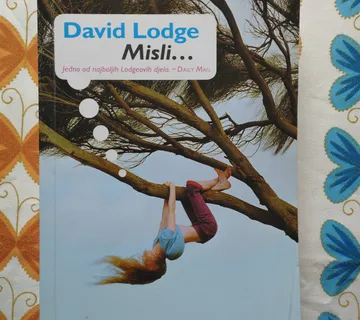 David Lodge
Misli...
Jedno od najboljih Lodgeovih djela. – DAILY MAIL